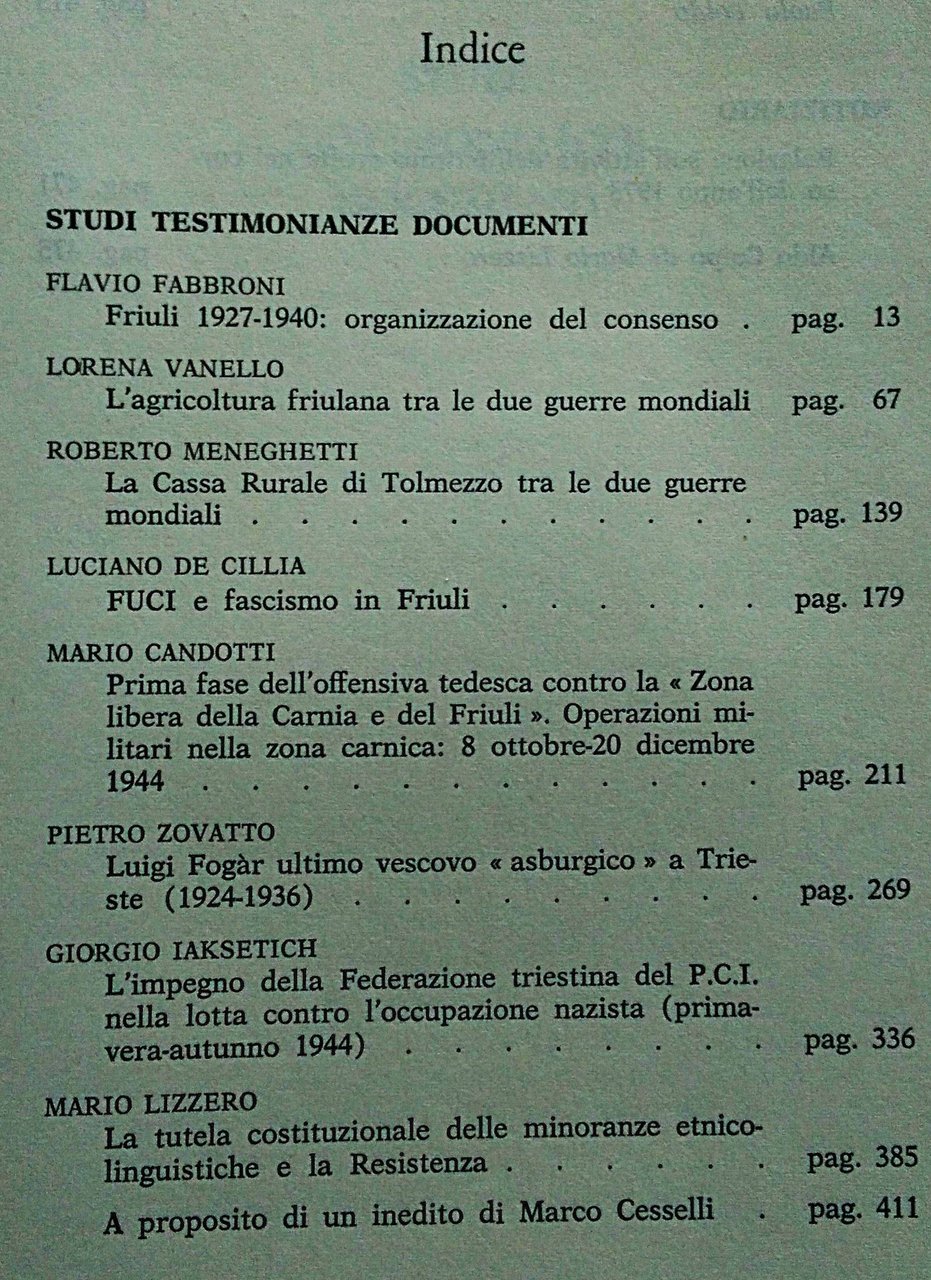 Indice
STUDI TESTIMONIANZE DOCUMENTI
FLAVIO FABBRONI
Friuli 1927-1940: organizzazione del consenso . pag. 13
LORENA VANELLO
L'agricoltura friulana tra le due guerre mondiali pag. 67
ROBERTO MENEGHETTI
La Cassa Rurale di Tolmezzo tra le due guerre
mondiali . . . . . . . . . . . pag. 139
LUCIANO DE CILLIA
FUCI e fascismo in Friuli . . . . . . pag. 179
MARIO CANDOTTI
Prima fase dell'offensiva tedesca contro la « Zona
libera della Carnia e del Friuli ». Operazioni mi-
litari nella zona carnica: 8 ottobre-20 dicembre
1944 . . . . . . . . . . . . pag. 211
PIETRO ZOVATTO
Luigi Fogàr ultimo vescovo « asburgico » a Trie-
ste (1924-1936) . . . . . . . . . pag. 269
GIORGIO IAKSETICH
L'impegno della Federazione triestina del P.C.I.
nella lotta contro l'occupazione nazista (prima-
vera-autunno 1944) . . . . . . . . pag. 336
MARIO LIZZERO
La tutela costituzionale delle minoranze etnico-
linguistiche e la Resistenza . . . . . . pag. 385
A proposito di un inedito di Marco Cesselli . pag. 411